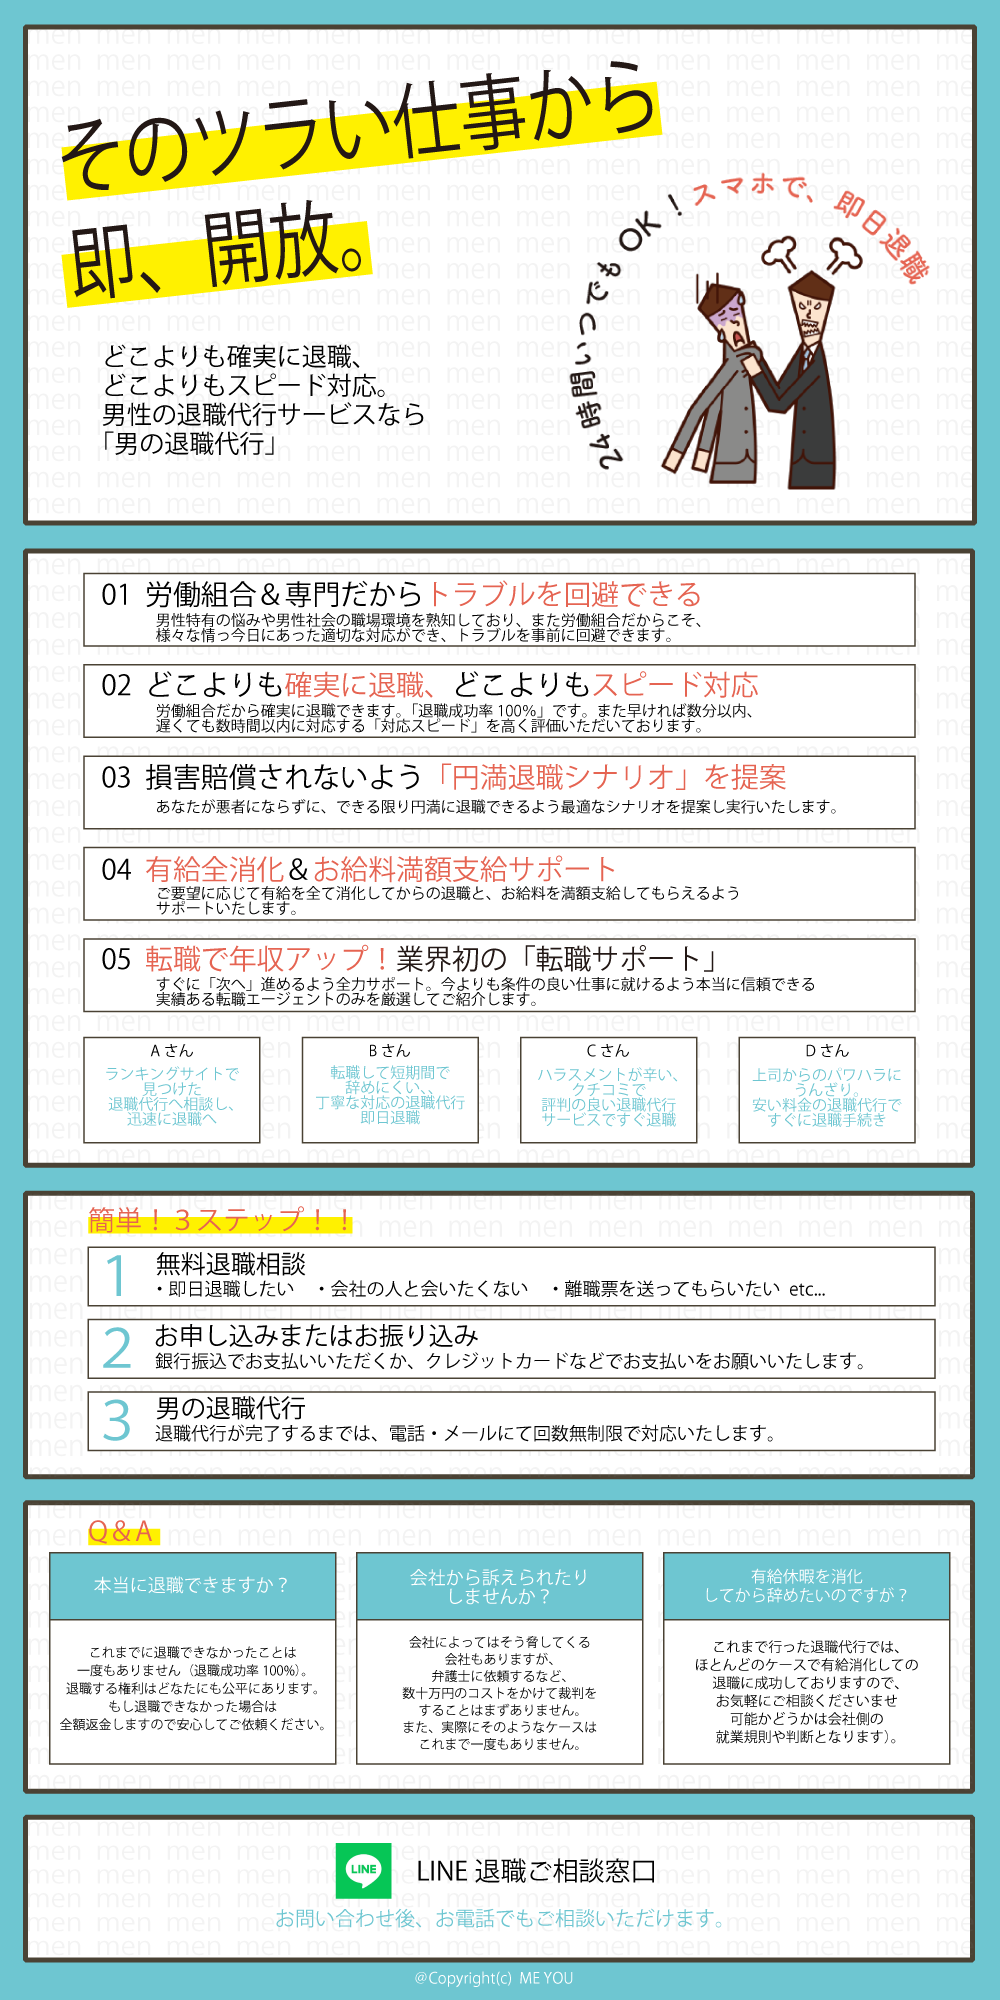 そのツラい仕事から
即、開放。
24時間いつでもOK！スマホで、即日退職
どこよりも確実に退職、
どこよりもスピード対応。
男性の退職代行サービスなら
「男の退職代行」
01 労働組合＆専門だからトラブルを回避できる
男性特有の悩みや男性社会の職場環境を熟知しており、また労働組合だからこそ、
様々な情っ今日にあった適切な対応ができ、トラブルを事前に回避できます。
02 どこよりも確実に退職、どこよりもスピード対応
労働組合だから確実に退職できます。「退職成功率 100%」です。また早ければ数分以内、
遅くても数時間以内に対応する「対応スピード」を高く評価いただいております。
03 損害賠償されないよう「円満退職シナリオ」を提案
あなたが悪者にならずに、できる限り円満に退職できるよう最適なシナリオを提案し実行いたします。
04 有給全消化＆お給料満額支給サポート
ご要望に応じて有給を全て消化してからの退職と、お給料を満額支給してもらえるよう
サポートいたします。
05 転職で年収アップ！業界初の「転職サポート」
すぐに「次へ」進めるよう全力サポート。今よりも条件の良い仕事に就けるよう本当に信頼できる
実績ある転職エージェントのみを厳選してご紹介します。
A さん
ランキングサイトで
見つけた
退職代行へ相談し、
迅速に退職へ
B さん
転職して短期間で
辞めにくい、、
丁寧な対応の退職代行
即日退職
C さん
ハラスメントが辛い、
クチコミで
評判の良い退職代行
サービスですぐ退職
D さん
上司からのパワハラに
うんざり。
安い料金の退職代行で
すぐに退職手続き
簡単！３ステップ！！
1 無料退職相談
・即日退職したい ・会社の人と会いたくない ・離職票を送ってもらいたい etc...
2 お申し込みまたはお振り込み
銀行振込でお支払いいただくか、クレジットカードなどでお支払いをお願いいたします。
3 男の退職代行
退職代行が完了するまでは、電話・メールにて回数無制限で対応いたします。
Q＆A
本当に退職できますか？
これまでに退職できなかったことは
一度もありません（退職成功率 100%)。
退職する権利はどなたにも公平にあります。
もし退職できなかった場合は
全額返金しますので安心してご依頼ください。
会社から訴えられたり
しませんか？
会社によってはそう脅してくる
会社もありますが、
弁護士に依頼するなど、
数十万円のコストをかけて裁判を
することはまずありません。
また、実際にそのようなケースは
これまで一度もありません。
有給休暇を消化
してから辞めたいのですが？
これまで行った退職代行では、
ほとんどのケースで有給消化しての
退職に成功しておりますので、
お気軽にご相談くださいませ
可能かどうかは会社側の
就業規則や判断となります）。
LINE
LINE 退職ご相談窓口
お問い合わせ後、お電話でもご相談いただけます。
＠Copyright(c) ME YOU